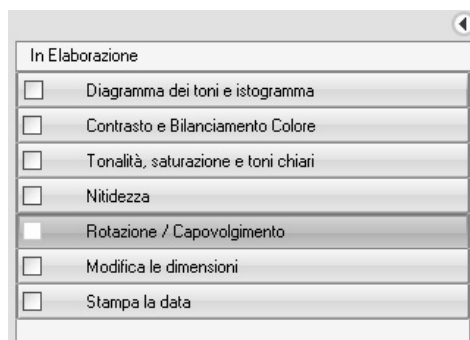 In Elaborazione
Diagramma dei toni e istogramma
Contrasto e Bilanciamento Colore
Tonalità, saturazione e toni chiari
Nitidezza
Rotazione / Capovolgimento
Modifica le dimensioni
Stampa la data